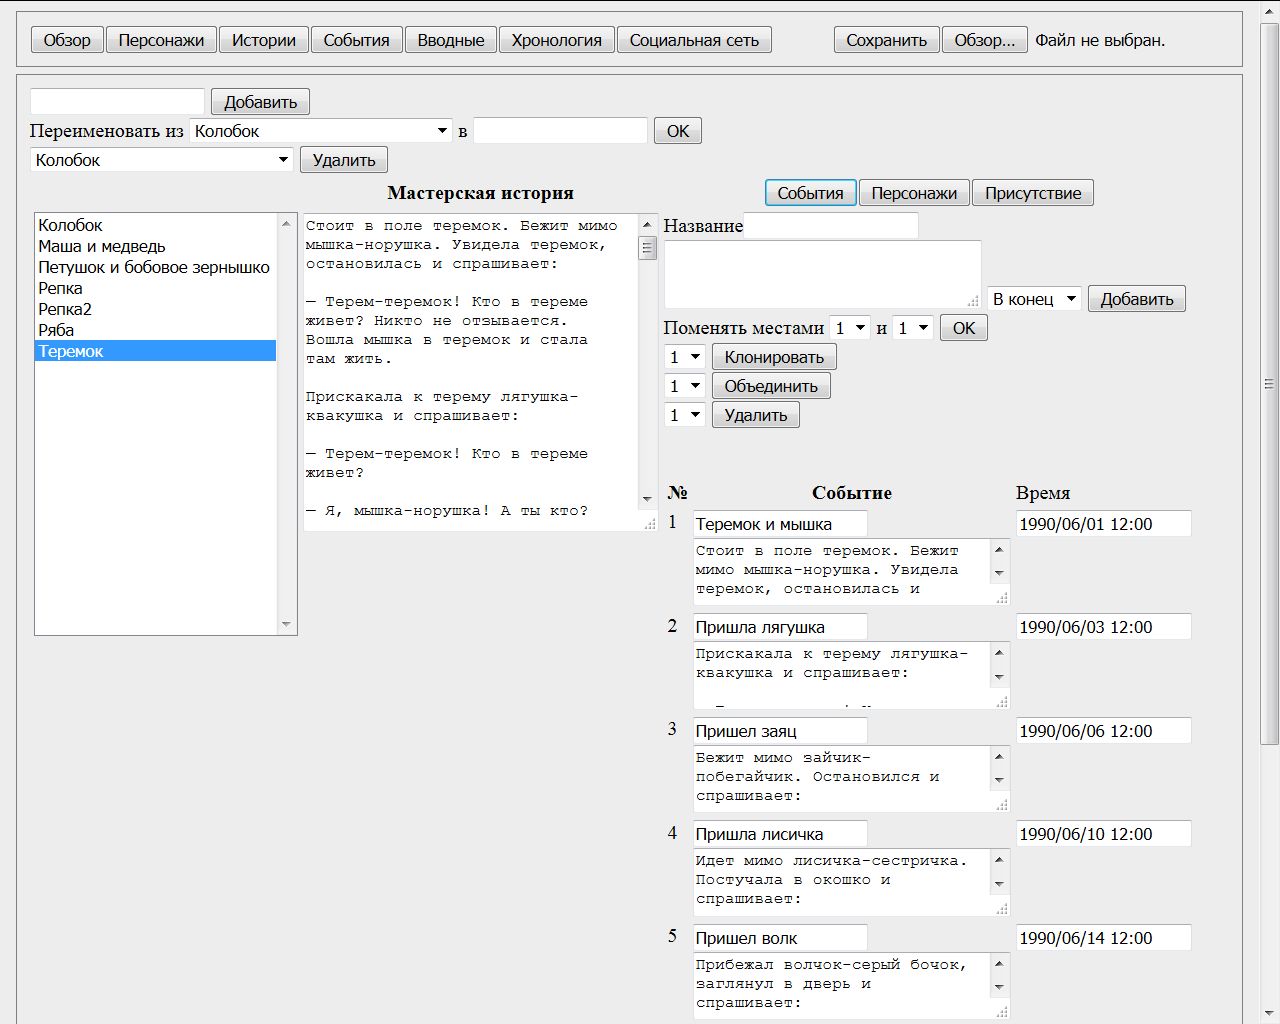 Обзор Персонажи Истории События Вводные Хронология Социальная сеть Сохранить Обзор... Файл не выбран.
Добавить
Переименовать из Колобок в OK
Колобок Удалить
Мастерская история
События Персонажи Присутствие
Колобок
Маша и медведь
Петушок и бобовое зернышко
Репка
Репка2
Ряба
Теремок
Стоит в поле теремок. Бежит мимо
мышка-норушка. Увидела теремок,
остановилась и спрашивает:
— Терем-теремок! Кто в тереме
живет? Никто не отзывается.
Вошла мышка в теремок и стала
там жить.
Прискакала к терему лягушка-
квакушка и спрашивает:
— Терем-теремок! Кто в тереме
живет?
— Я, мышка-норушка! А ты кто?
Название
В конец Добавить
Поменять местами 1 и 1 OK
1 Клонировать
1 Объединить
1 Удалить
№ Событие Время
1 Теремок и мышка 1990/06/01 12:00
Стоит в поле теремок. Бежит
мимо мышка-норушка. Увидела
теремок, остановилась и
2 Пришла лягушка 1990/06/03 12:00
Прискакала к терему лягушка-
квакушка и спрашивает:
3 Пришел заяц 1990/06/06 12:00
Бежит мимо зайчик-
побегайчик. Остановился и
спрашивает:
4 Пришла лисичка 1990/06/10 12:00
Идет мимо лисичка-сестричка.
Постучала в окошко и
спрашивает:
5 Пришел волк 1990/06/14 12:00
Прибежал волчок-серый бочок,
заглянул в дверь и
спрашивает: